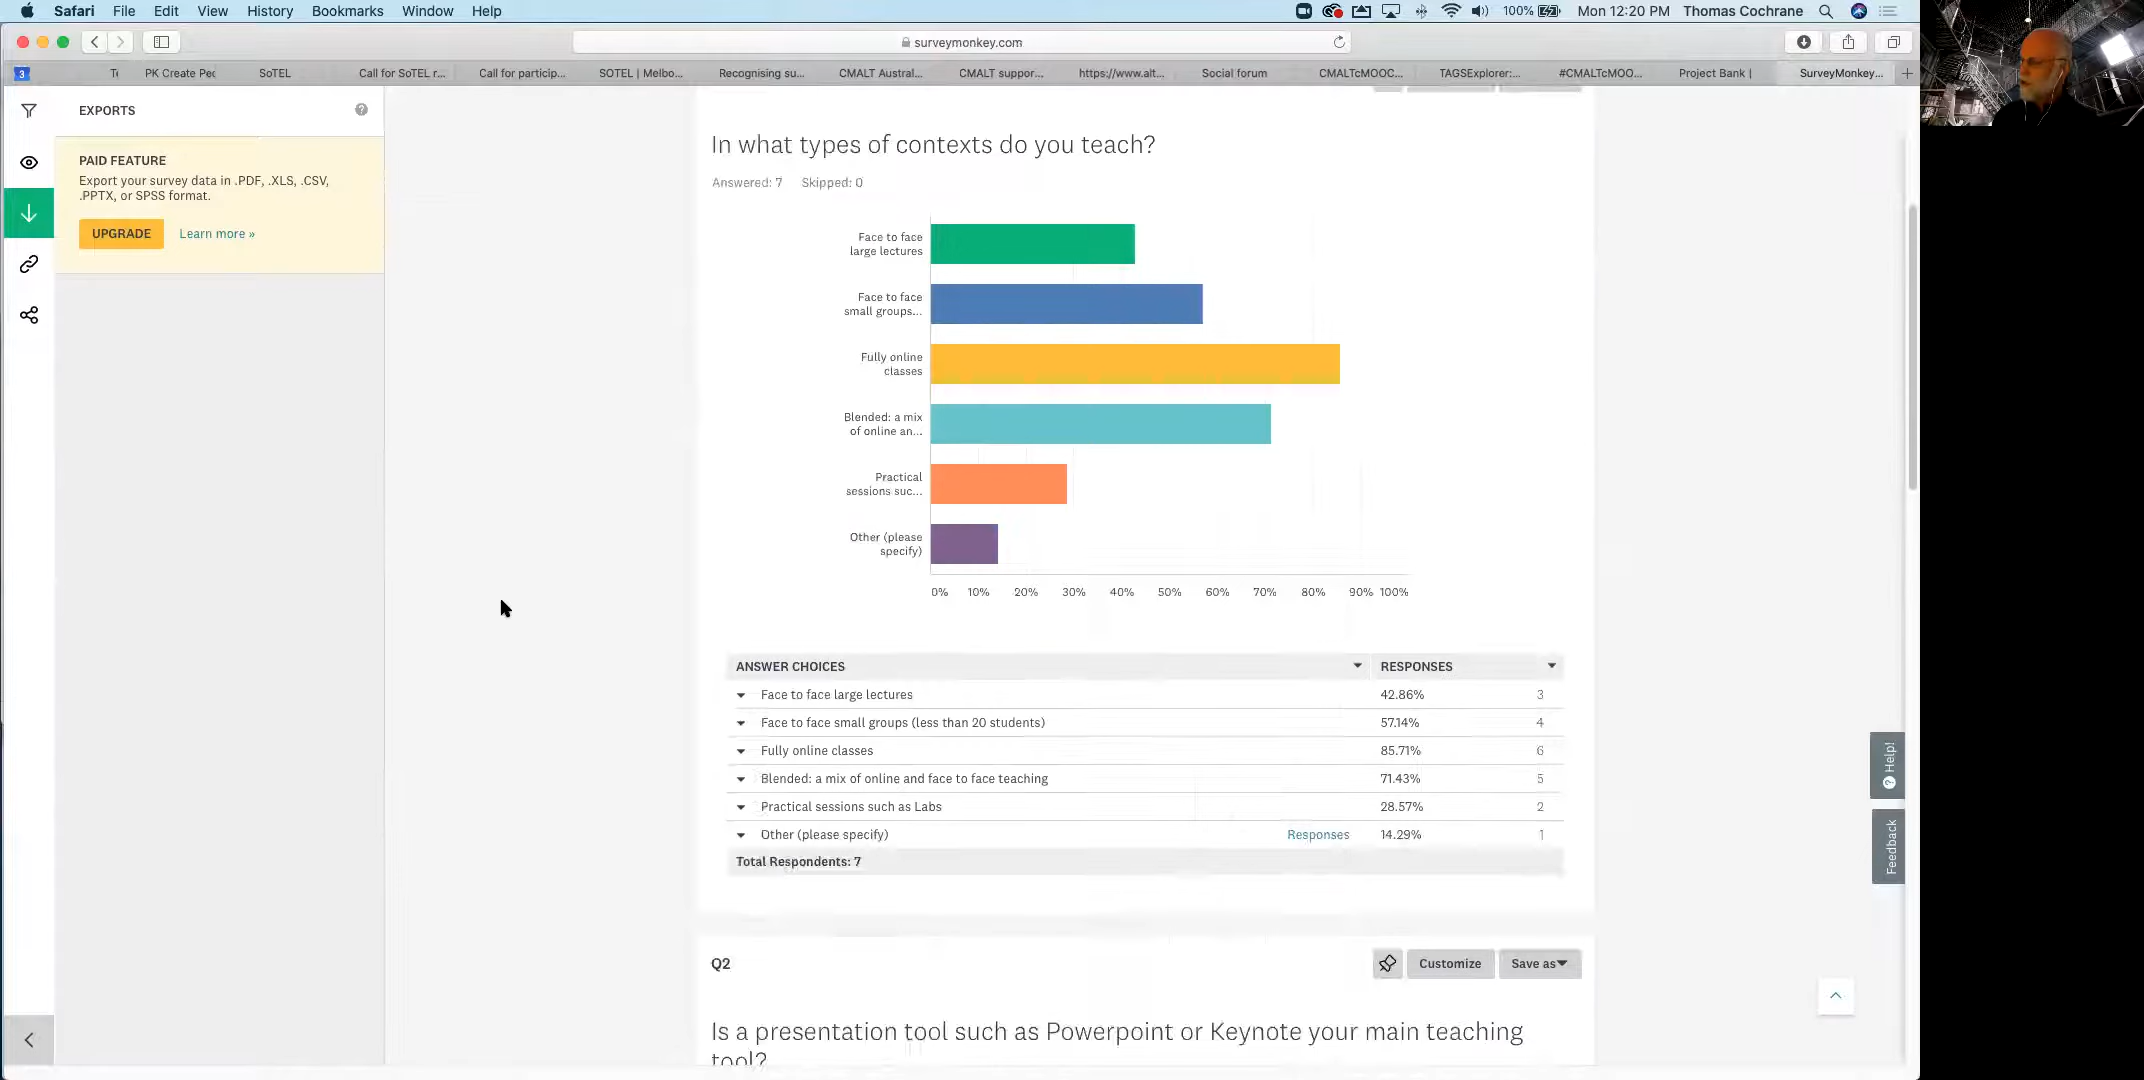 Safari File Edit View History Bookmarks Window Help 100% Mon 12:20 PM Thomas Cochrane
surveymonkey.com
3 PK Create Pec SoTEL Call for SoTEL r... Call for particip... SOTEL | Melbo... Recognising su... CMALT Austral... CMALT suppor... https://www.alt... Social forum CMALTcMOOC... TAGSExplorer:... #CMALTcMOO... Project Bank | SurveyMonkey...
EXPORTS
PAID FEATURE
Export your survey data in .PDF, .XLS, .CSV,
.PPTX, or SPSS format.
UPGRADE Learn more »
In what types of contexts do you teach?
Answered: 7 Skipped: 0
Face to face
large lectures
Face to face
small groups...
Fully online
classes
Blended: a mix
of online an...
Practical
sessions suc...
Other (please
specify)
0% 10% 20% 30% 40% 50% 60% 70% 80% 90% 100%
ANSWER CHOICES RESPONSES
Face to face large lectures 42.86% 3
Face to face small groups (less than 20 students) 57.14% 4
Fully online classes 85.71% 6
Blended: a mix of online and face to face teaching 71.43% 5
Practical sessions such as Labs 28.57% 2
Other (please specify) Responses 14.29% 1
Total Respondents: 7
Q2 Customize Save as
Is a presentation tool such as Powerpoint or Keynote your main teaching
tool?
Help!
Feedback